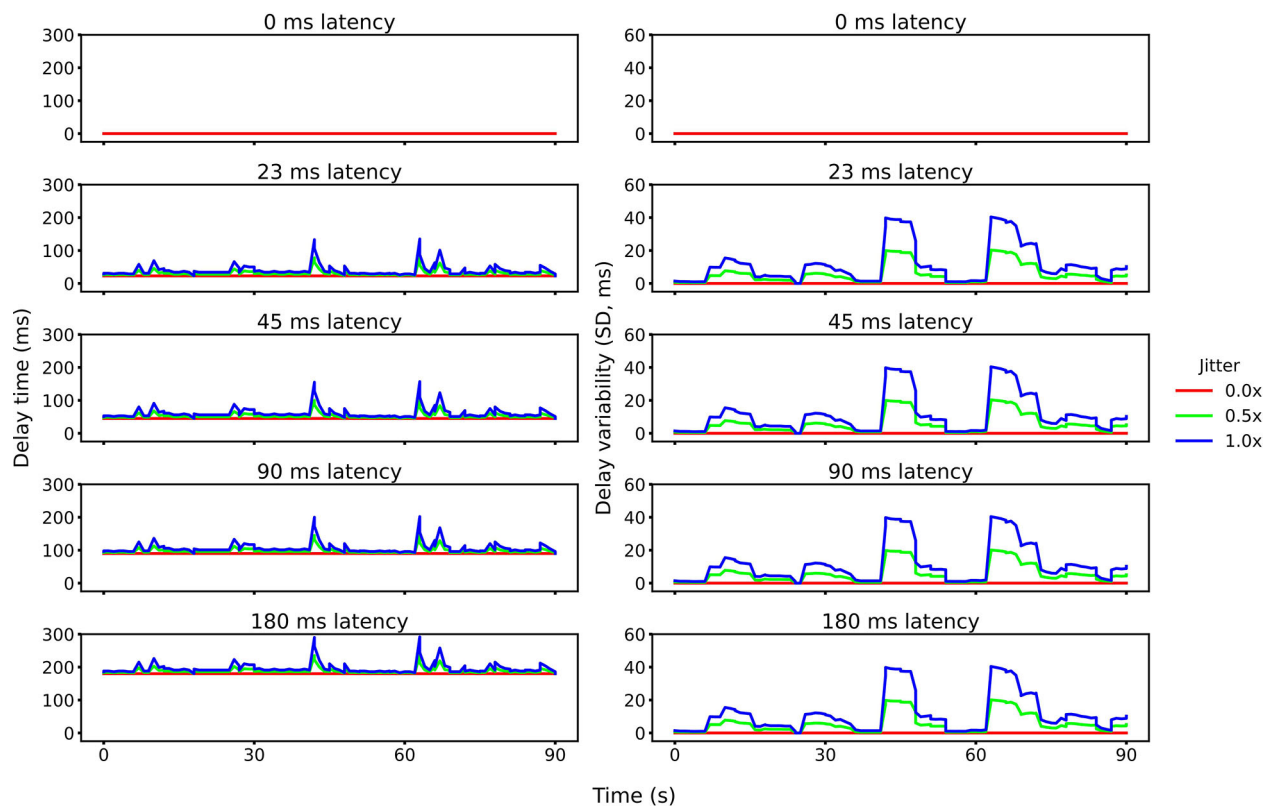 0 ms latency
0 ms latency
300
200
100
0
60
40
20
0
23 ms latency
23 ms latency
300
200
100
0
60
40
20
0
45 ms latency
45 ms latency
300
200
100
0
60
40
20
0
90 ms latency
90 ms latency
300
200
100
0
60
40
20
0
180 ms latency
180 ms latency
300
200
100
0
60
40
20
0
0 30 60 90
0 30 60 90
Delay time (ms)
Delay variability (SD, ms)
Time (s)
Jitter
0.0x
0.5x
1.0x